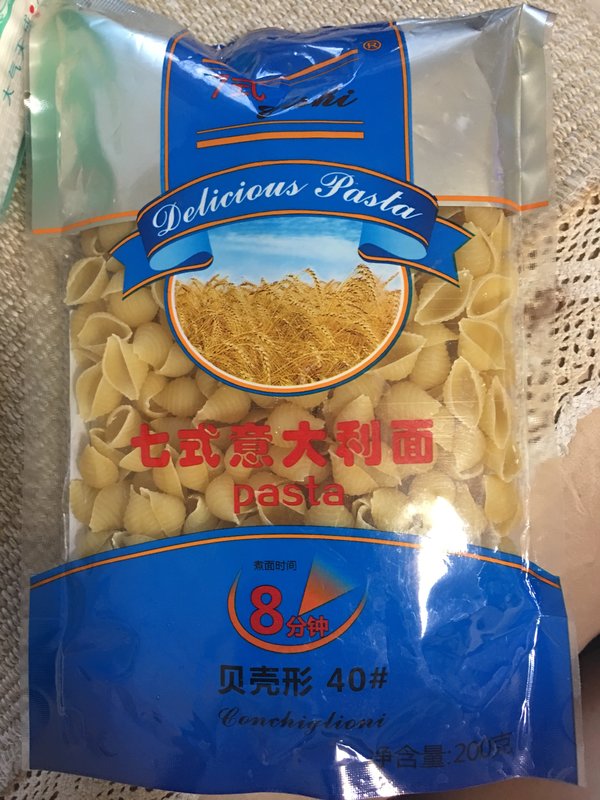 ®
Delicious Pasta
七式意大利面
pasta
煮面时间
8分钟
贝壳形 40#
Conchiglioni
净含量:200克